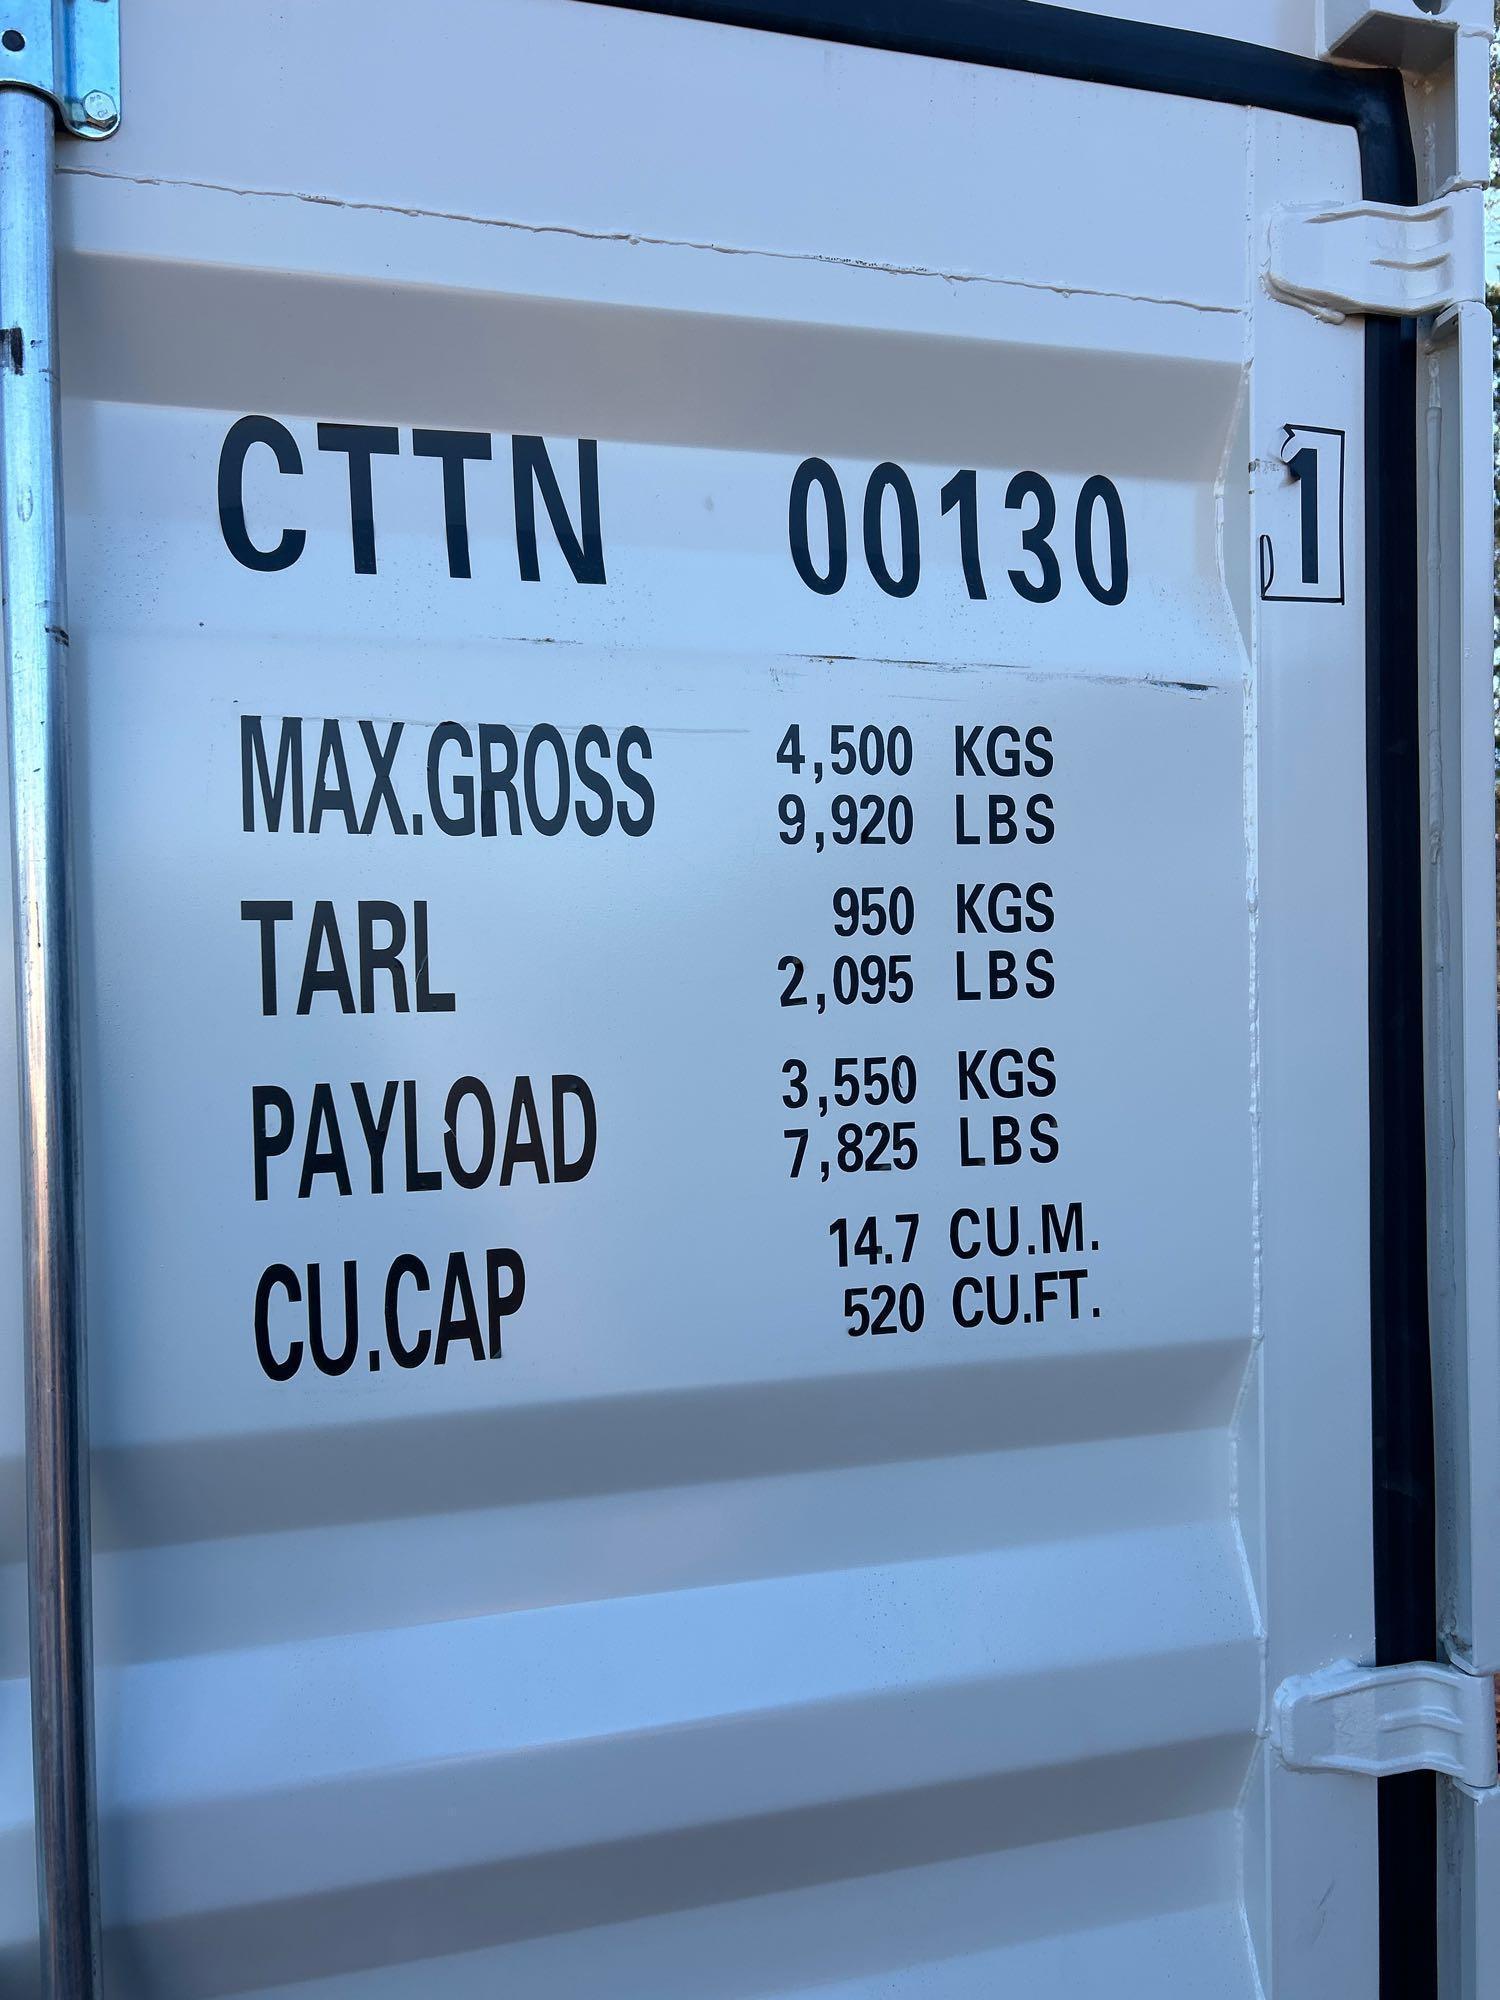 CTTN 00130 1
MAX.GROSS 4,500 KGS
9,920 LBS
TARL 950 KGS
2,095 LBS
PAYLOAD 3,550 KGS
7,825 LBS
CU.CAP 14.7 CU.M.
520 CU.FT.